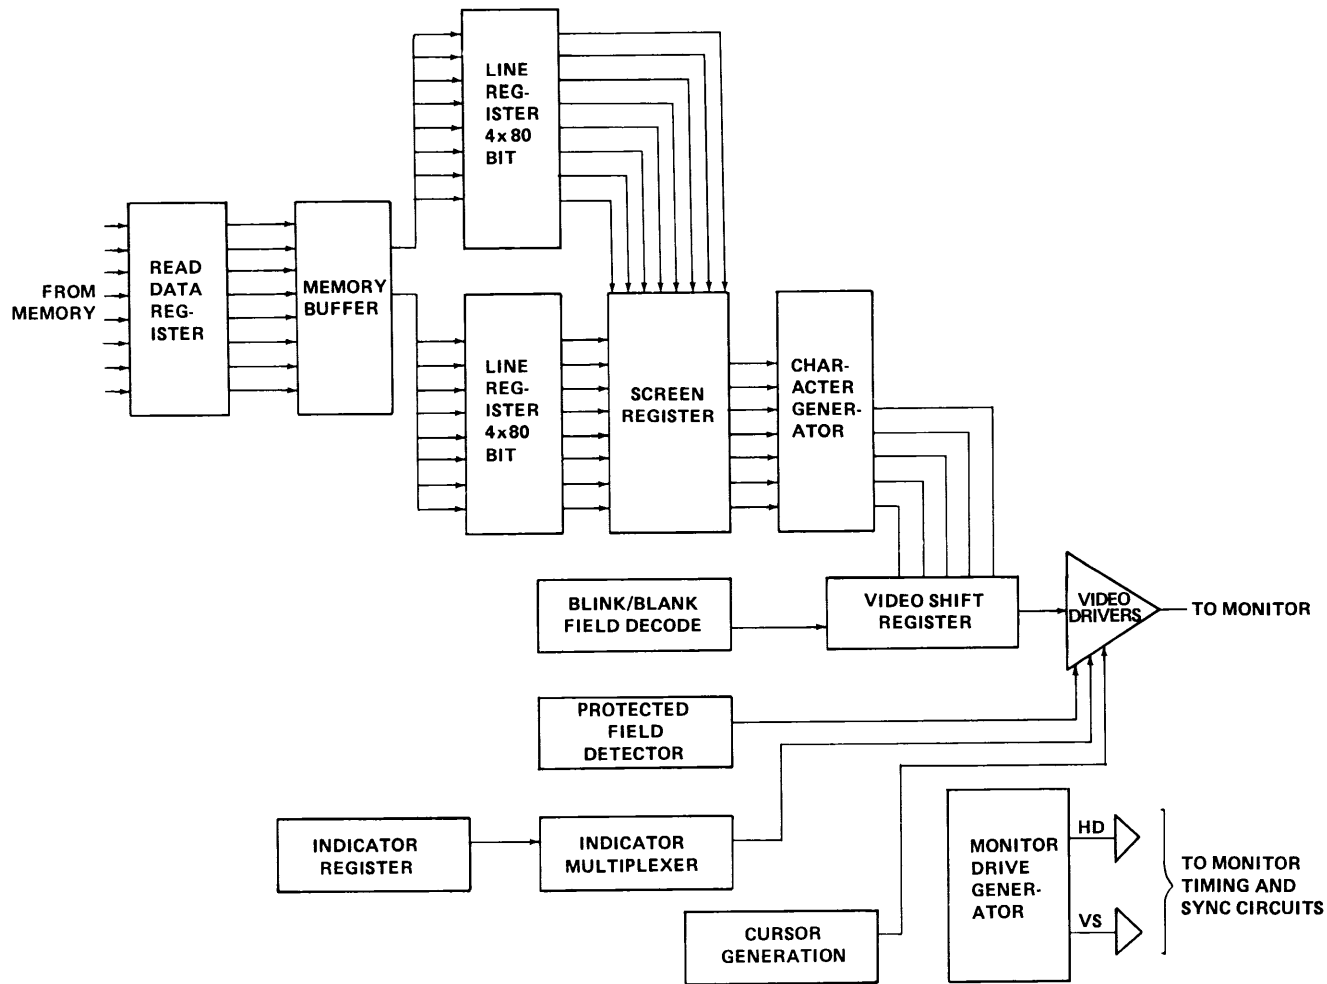 LINE
REG-
ISTER
4x80
BIT
FROM
MEMORY
READ
DATA
REG-
ISTER
MEMORY
BUFFER
LINE
REG-
ISTER
4x80
BIT
SCREEN
REGISTER
CHAR-
ACTER
GENER-
ATOR
BLINK/BLANK
FIELD DECODE
VIDEO SHIFT
REGISTER
VIDEO
DRIVERS
TO MONITOR
PROTECTED
FIELD
DETECTOR
INDICATOR
REGISTER
INDICATOR
MULTIPLEXER
CURSOR
GENERATION
MONITOR
DRIVE
GENER-
ATOR
HD
VS
TO MONITOR
TIMING AND
SYNC CIRCUITS